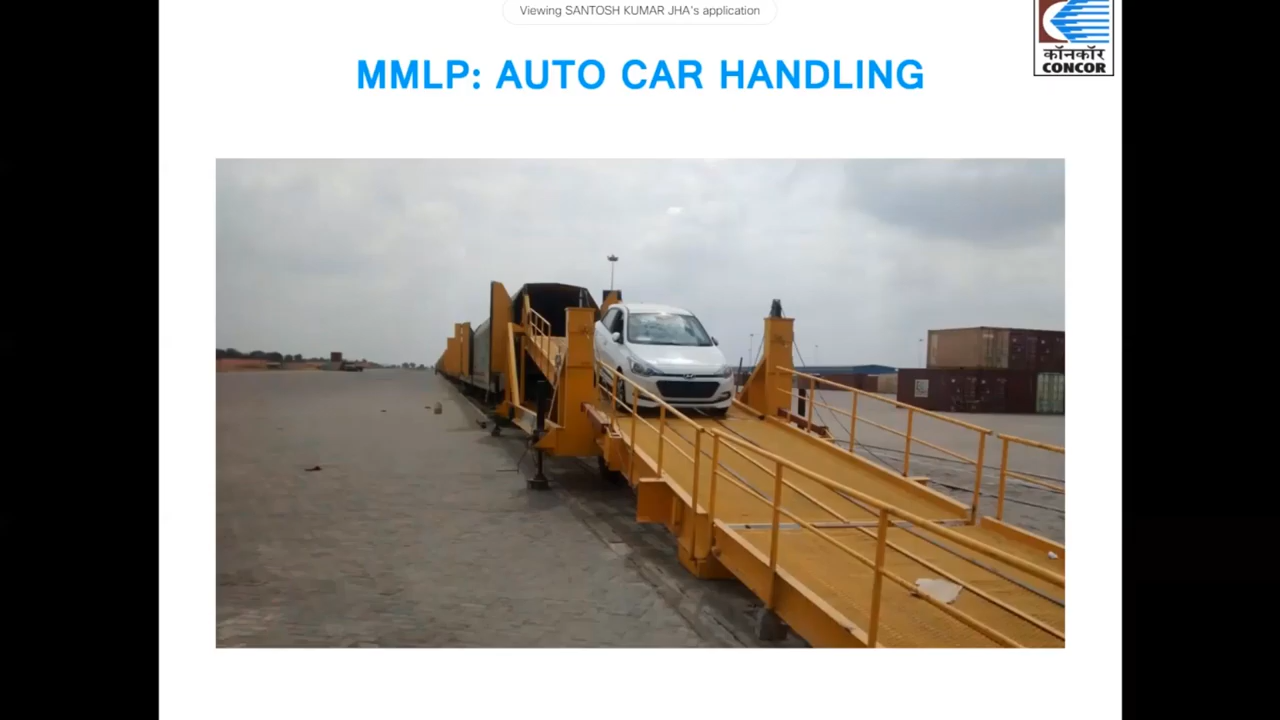 Viewing SANTOSH KUMAR JHA's application
MMLP: AUTO CAR HANDLING
कॉनकॉर
CONCOR